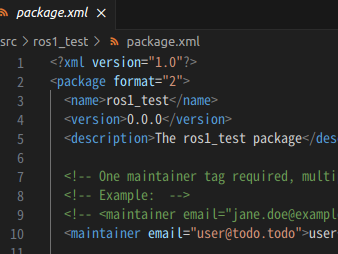 package.xml ×
src > ros1_test > package.xml
1 <?xml version="1.0"?>
2 <package format="2">
3 <name>ros1_test</name>
4 <version>0.0.0</version>
5 <description>The ros1_test package</des
6
7 <!-- One maintainer tag required, multi
8 <!-- Example:  -->
9 <!-- <maintainer email="jane.doe@exampl
10 <maintainer email="user@todo.todo">user
11